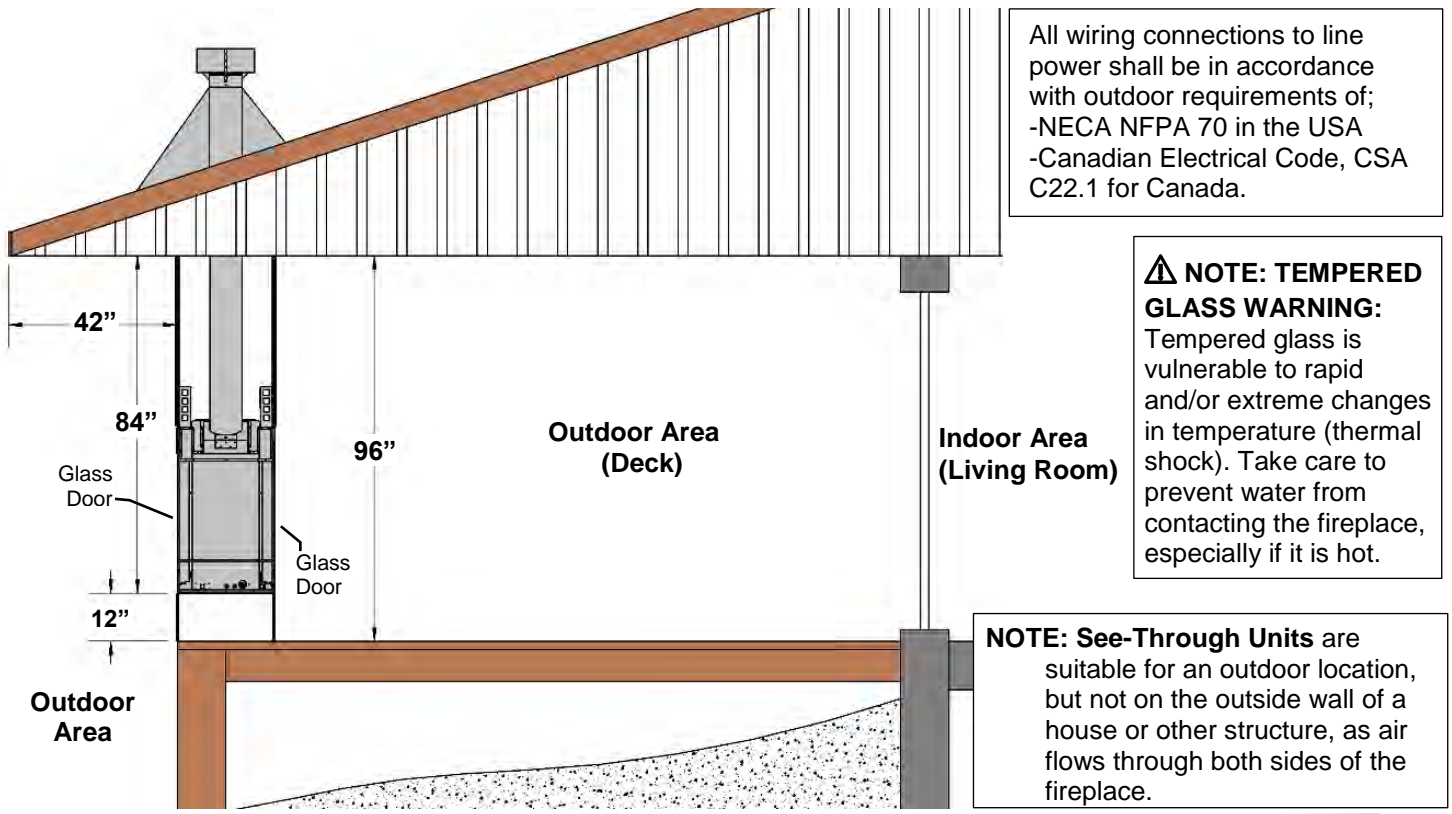 All wiring connections to line
power shall be in accordance
with outdoor requirements of;
-NECA NFPA 70 in the USA
-Canadian Electrical Code, CSA
C22.1 for Canada.
⚠ NOTE: TEMPERED
GLASS WARNING:
Tempered glass is
vulnerable to rapid
and/or extreme changes
in temperature (thermal
shock). Take care to
prevent water from
contacting the fireplace,
especially if it is hot.
42”
84”
96”
Outdoor Area
(Deck)
Indoor Area
(Living Room)
Glass
Door
Glass
Door
12”
Outdoor
Area
NOTE: See-Through Units are
suitable for an outdoor location,
but not on the outside wall of a
house or other structure, as air
flows through both sides of the
fireplace.